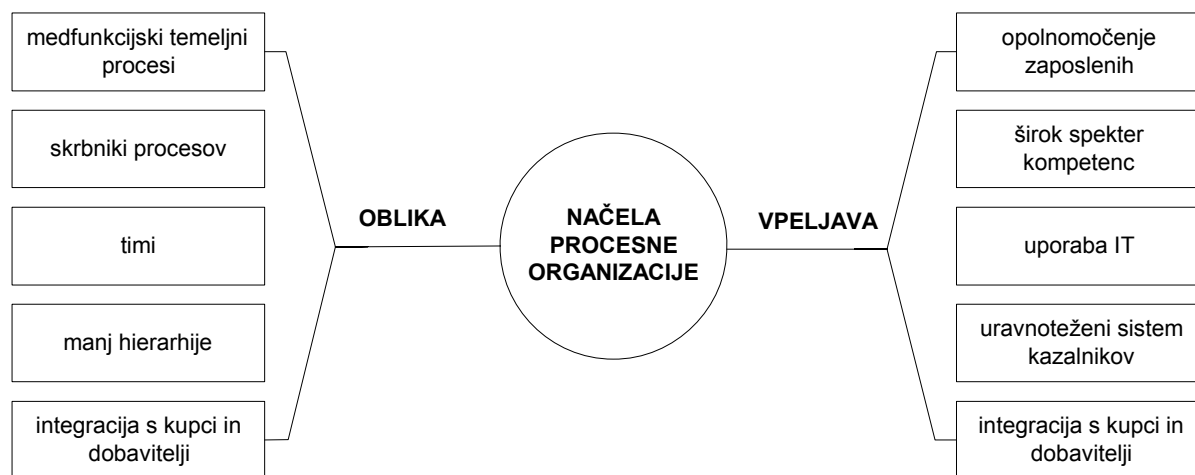 medfunkcijski temeljni
procesi
skrbniki procesov
timi
manj hierarhije
integracija s kupci in
dobavitelji
OBLIKA
NAČELA
PROCESNE
ORGANIZACIJE
VPELJAVA
opolnomočenje
zaposlenih
širok spekter
kompetenc
uporaba IT
uravnoteženi sistem
kazalnikov
integracija s kupci in
dobavitelji